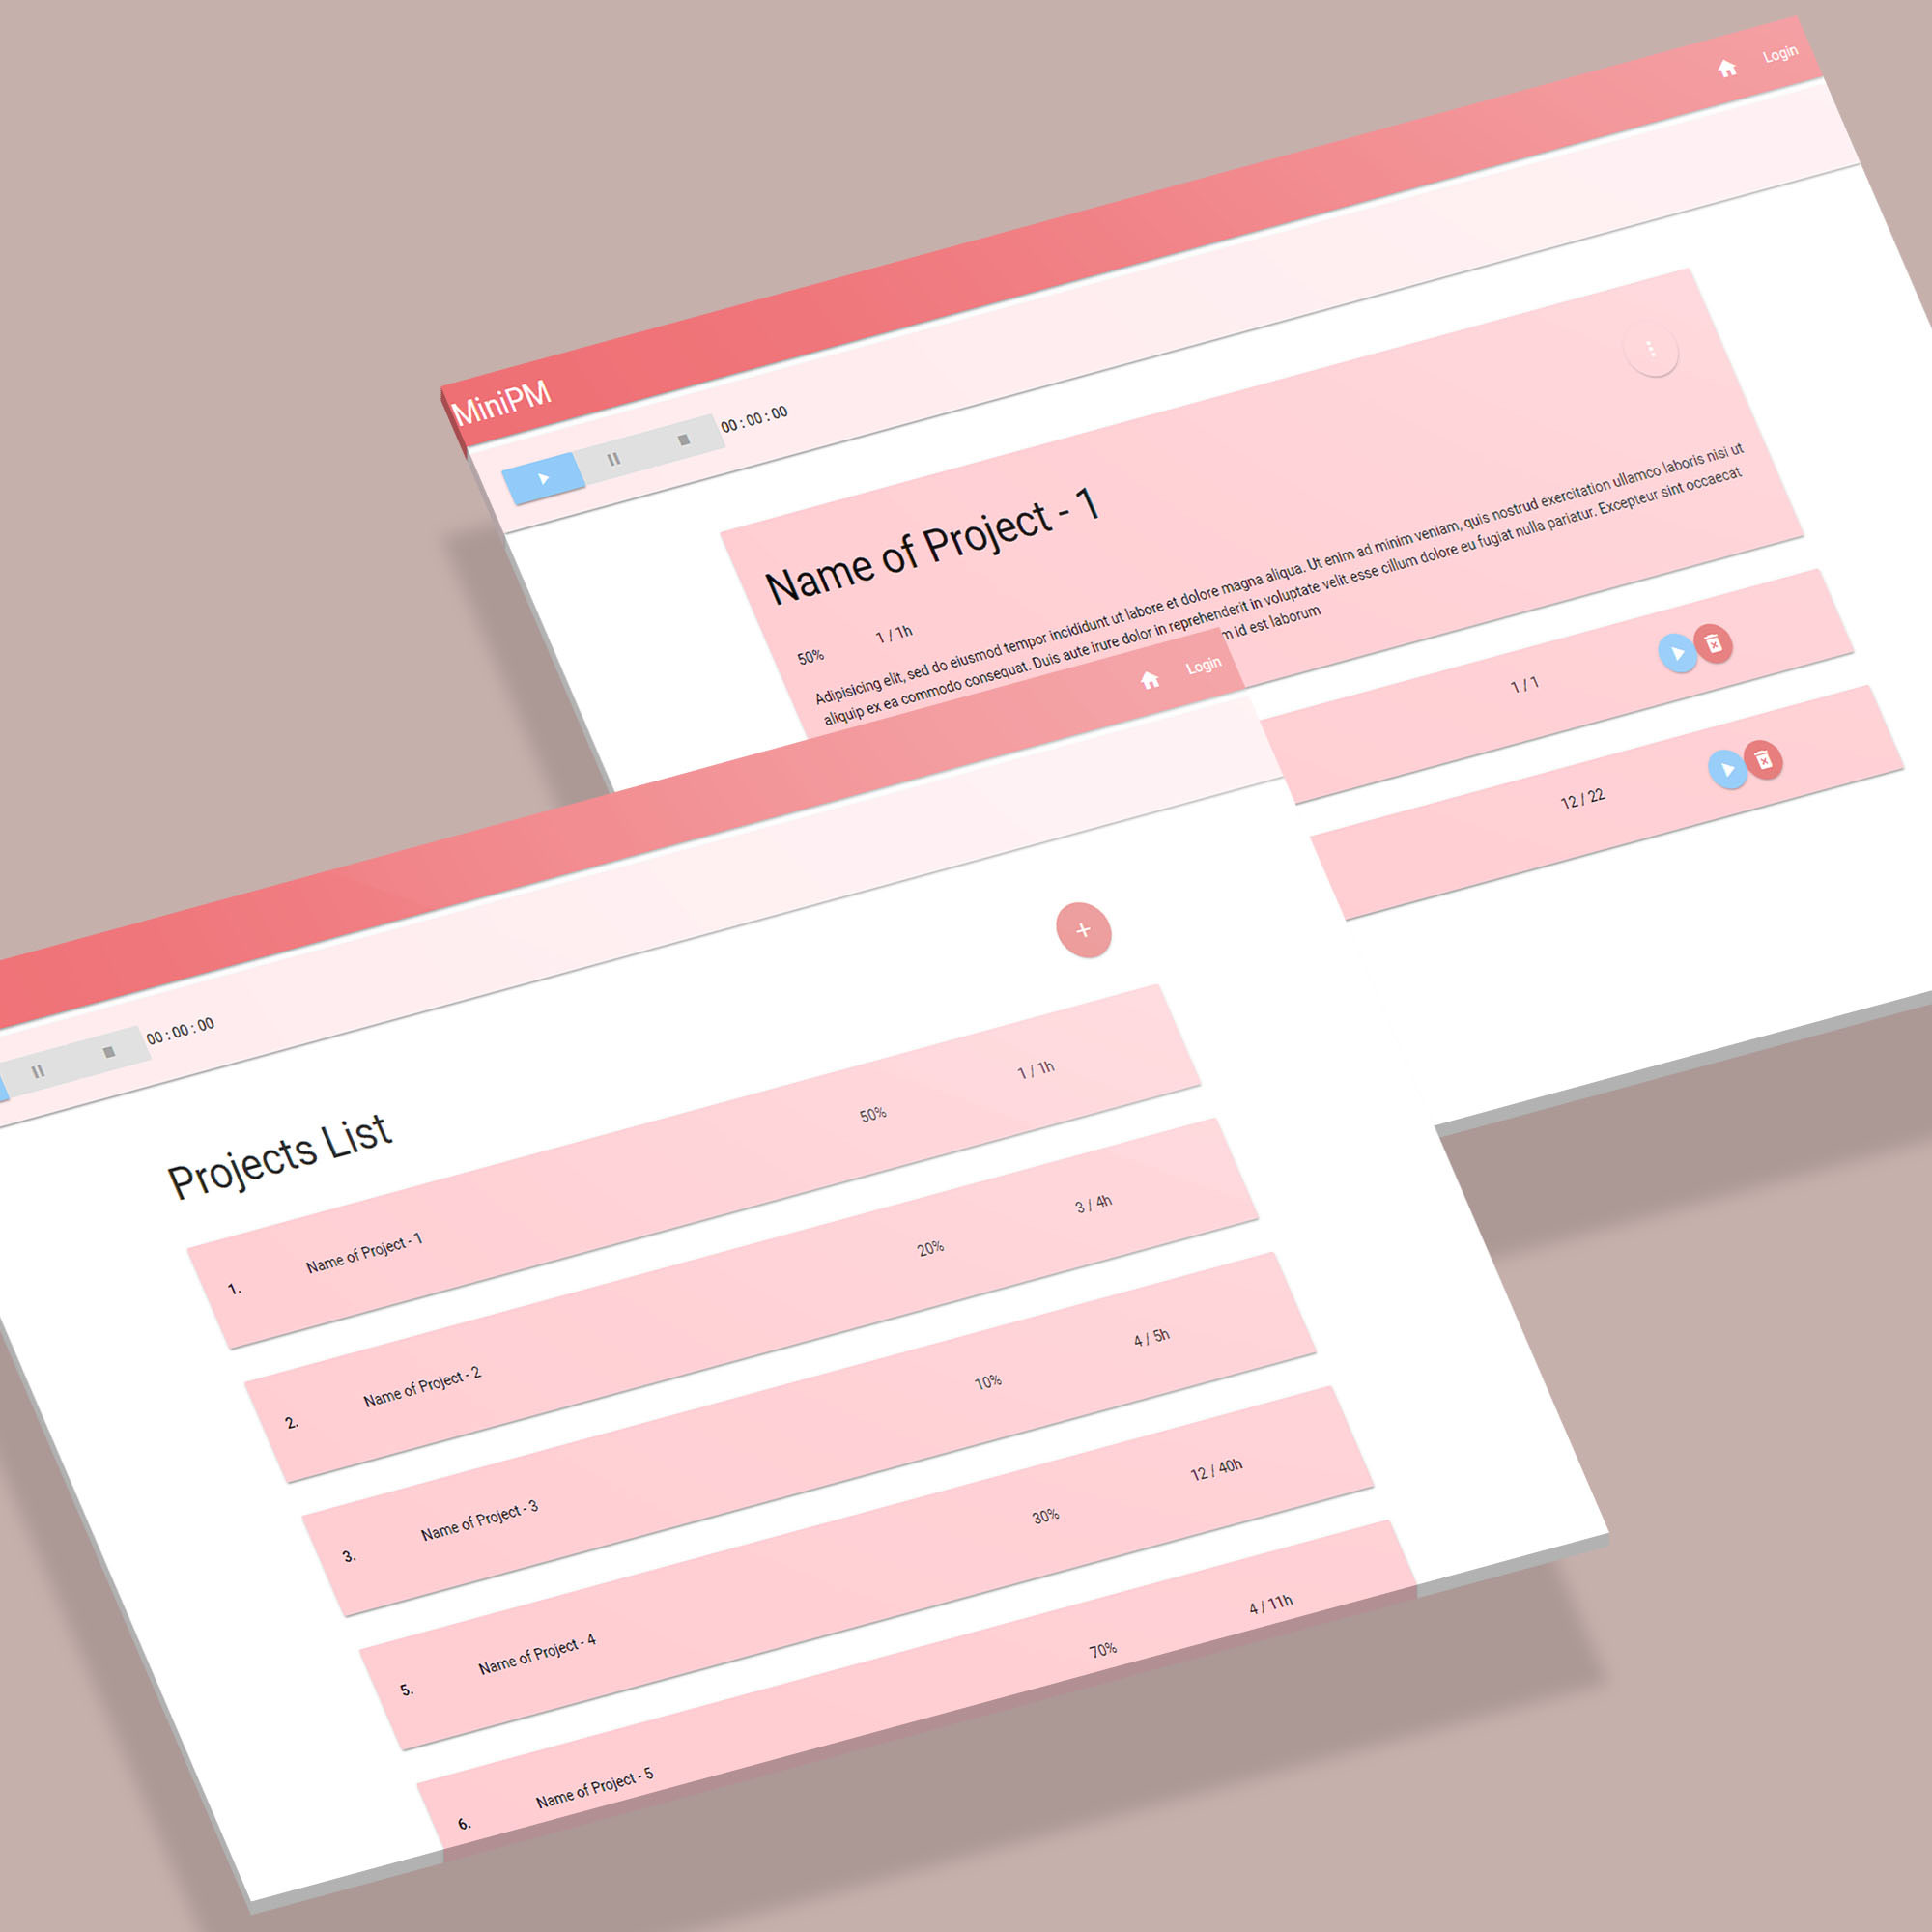 Login
MiniPM
00 : 00 : 00
Name of Project - 1
50% 1 / 1h
Adipisicing elit, sed do eiusmod tempor incididunt ut labore et dolore magna aliqua. Ut enim ad minim veniam, quis nostrud exercitation ullamco laboris nisi ut
aliquip ex ea commodo consequat. Duis aute irure dolor in reprehenderit in voluptate velit esse cillum dolore eu fugiat nulla pariatur. Excepteur sint occaecat
id est laborum
1 / 1
12 / 22
Login
00 : 00 : 00
Projects List
1. Name of Project - 1 50% 1 / 1h
2. Name of Project - 2 20% 3 / 4h
3. Name of Project - 3 10% 4 / 5h
5. Name of Project - 4 30% 12 / 40h
6. Name of Project - 5 70% 4 / 11h